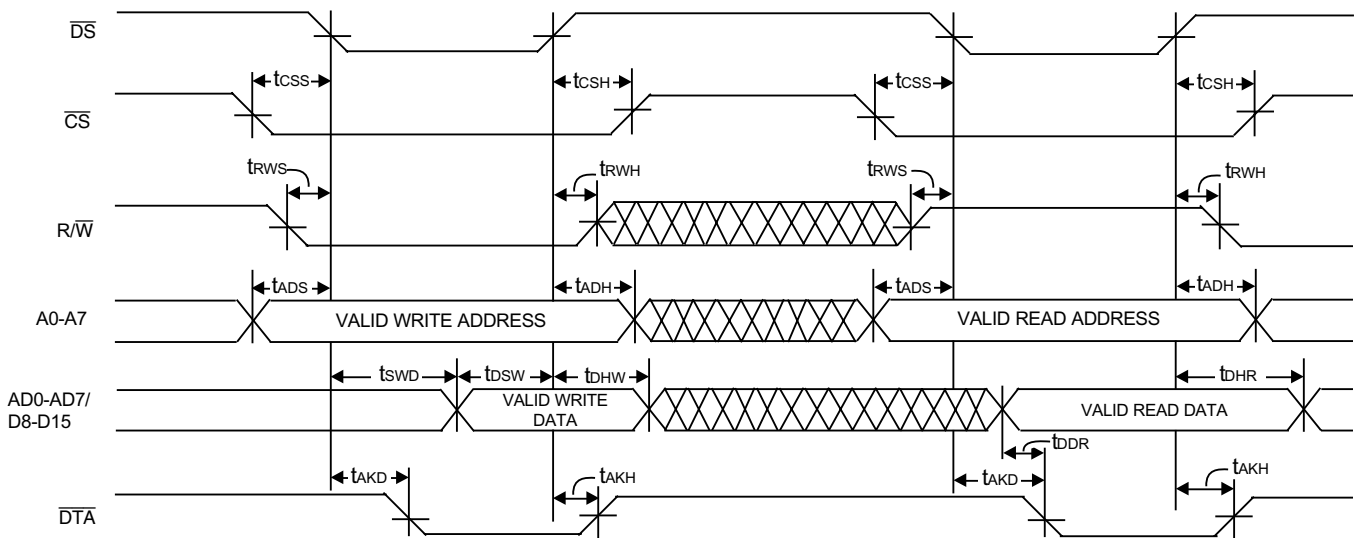 DS
tCSS tCSH tCSS tCSH
CS
tRWS tRWH tRWS tRWH
R/W
tADS tADH tADS tADH
A0-A7 VALID WRITE ADDRESS VALID READ ADDRESS
tSWD tDSW tDHW tDHR
AD0-AD7/
D8-D15
VALID WRITE
DATA
VALID READ DATA
tDDR
tAKD tAKH tAKD tAKH
DTA